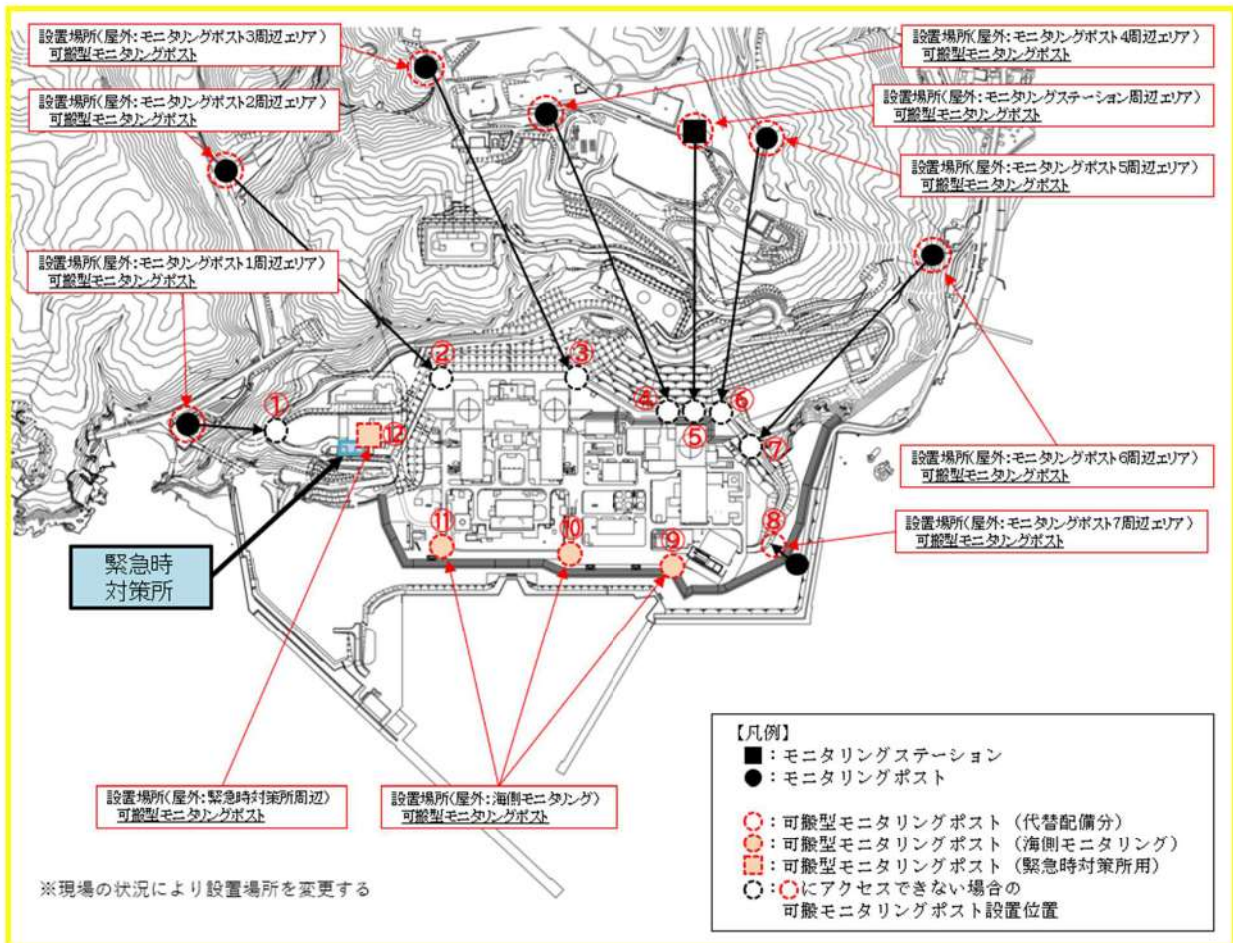 設置場所(屋外:モニタリングポスト3周辺エリア)
可搬型モニタリングポスト
設置場所(屋外:モニタリングポスト2周辺エリア)
可搬型モニタリングポスト
設置場所(屋外:モニタリングポスト1周辺エリア)
可搬型モニタリングポスト
設置場所(屋外:モニタリングポスト4周辺エリア)
可搬型モニタリングポスト
設置場所(屋外:モニタリングステーション周辺エリア)
可搬型モニタリングポスト
設置場所(屋外:モニタリングポスト5周辺エリア)
可搬型モニタリングポスト
設置場所(屋外:モニタリングポスト6周辺エリア)
可搬型モニタリングポスト
設置場所(屋外:モニタリングポスト7周辺エリア)
可搬型モニタリングポスト
①
②
③
④
⑤
⑥
⑦
⑧
⑨
⑩
⑪
⑫
緊急時
対策所
設置場所(屋外:緊急時対策所周辺)
可搬型モニタリングポスト
設置場所(屋外:海側モニタリング)
可搬型モニタリングポスト
※現場の状況により設置場所を変更する
【凡例】
■:モニタリングステーション
●:モニタリングポスト
:可搬型モニタリングポスト(代替配備分)
:可搬型モニタリングポスト(海側モニタリング)
:可搬型モニタリングポスト(緊急時対策所用)
:にアクセスできない場合の
可搬モニタリングポスト設置位置